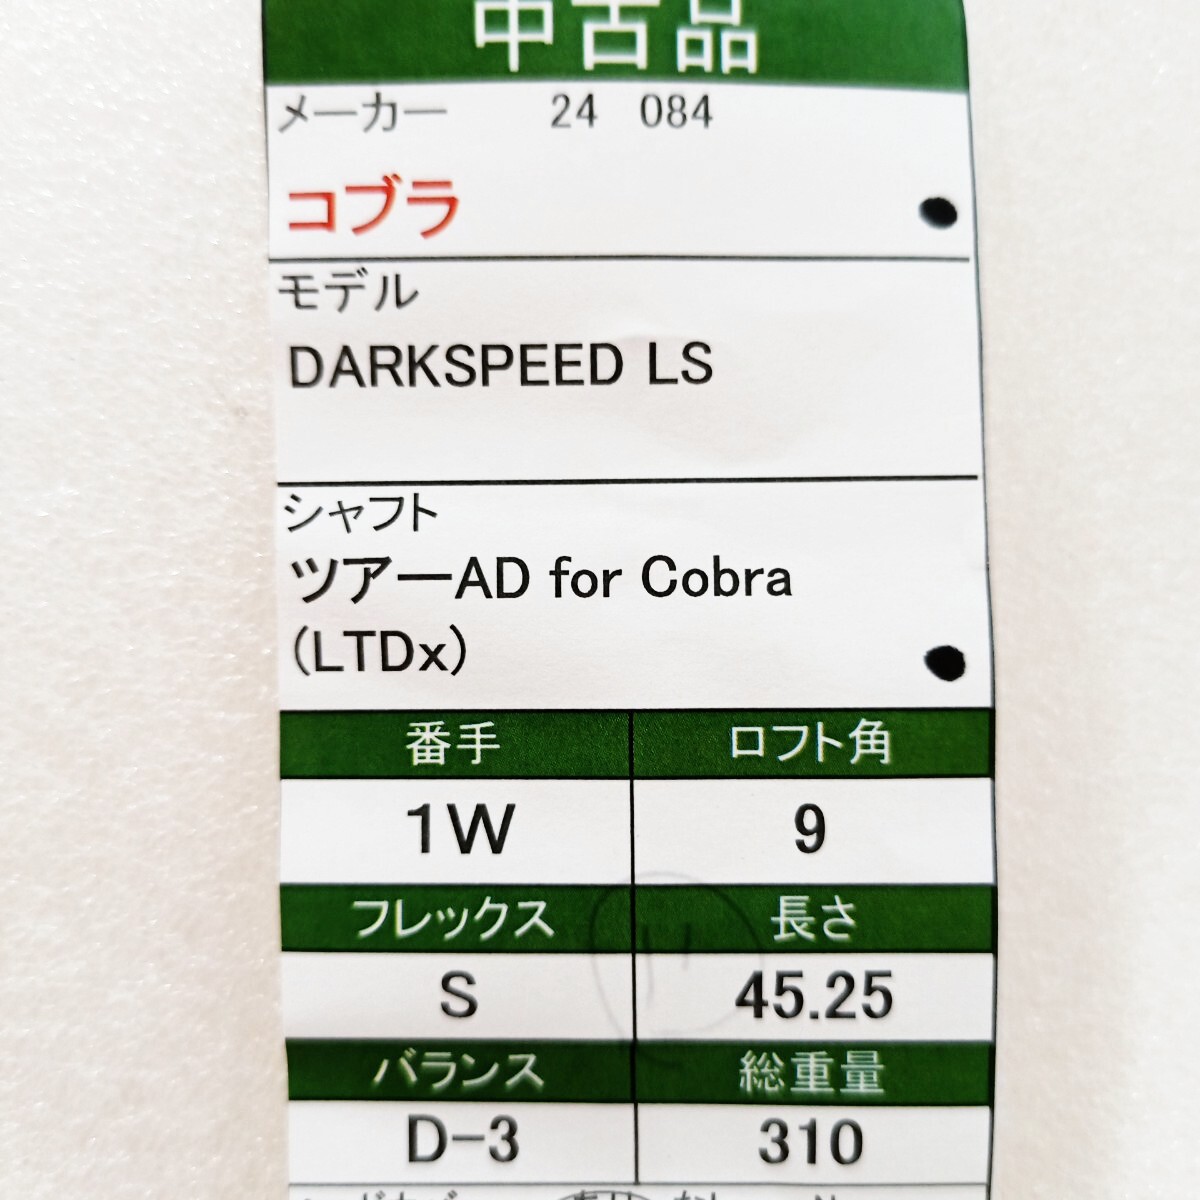 中古品
メーカー 24 084
コブラ
モデル
DARKSPEED LS
シャフト
ツアーAD for Cobra
(LTDx)
番手 ロフト角
1W 9
フレックス 長さ
S 45.25
バランス 総重量
D-3 310